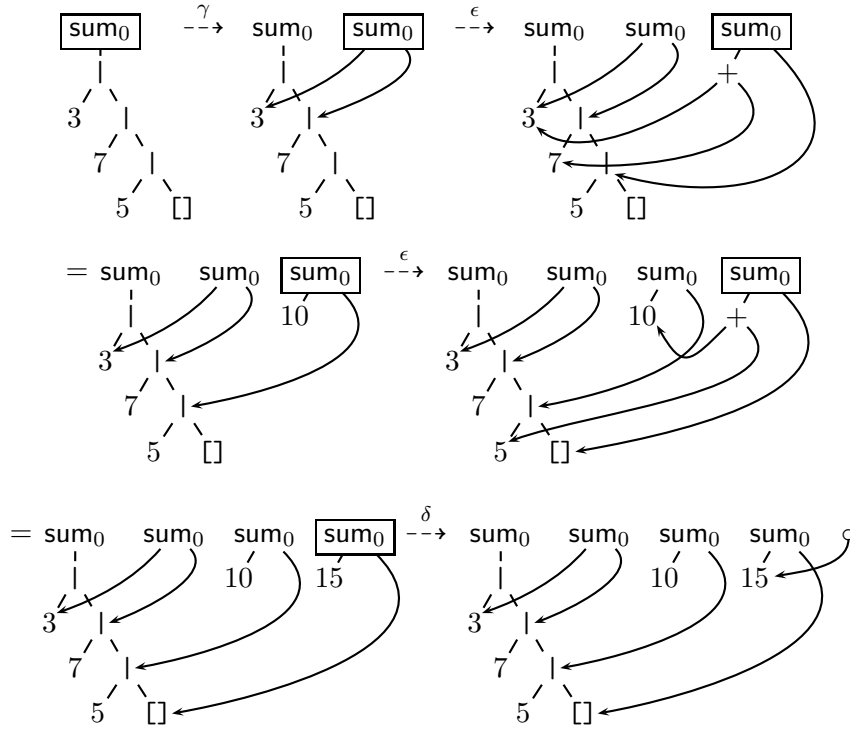 sum₀ γ sum₀ sum₀ ϵ sum₀ sum₀ sum₀
| | | +
3 | 3 | 3 |
7 | 7 | 7 |
5 [] 5 [] 5 []
= sum₀ sum₀ sum₀ ϵ sum₀ sum₀ sum₀ sum₀
| 10 | 10 +
3 | 3 |
7 | 7 |
5 [] 5 []
= sum₀ sum₀ sum₀ sum₀ δ sum₀ sum₀ sum₀ sum₀
| 10 15 | 10 15
3 | 3 |
7 | 7 |
5 [] 5 []